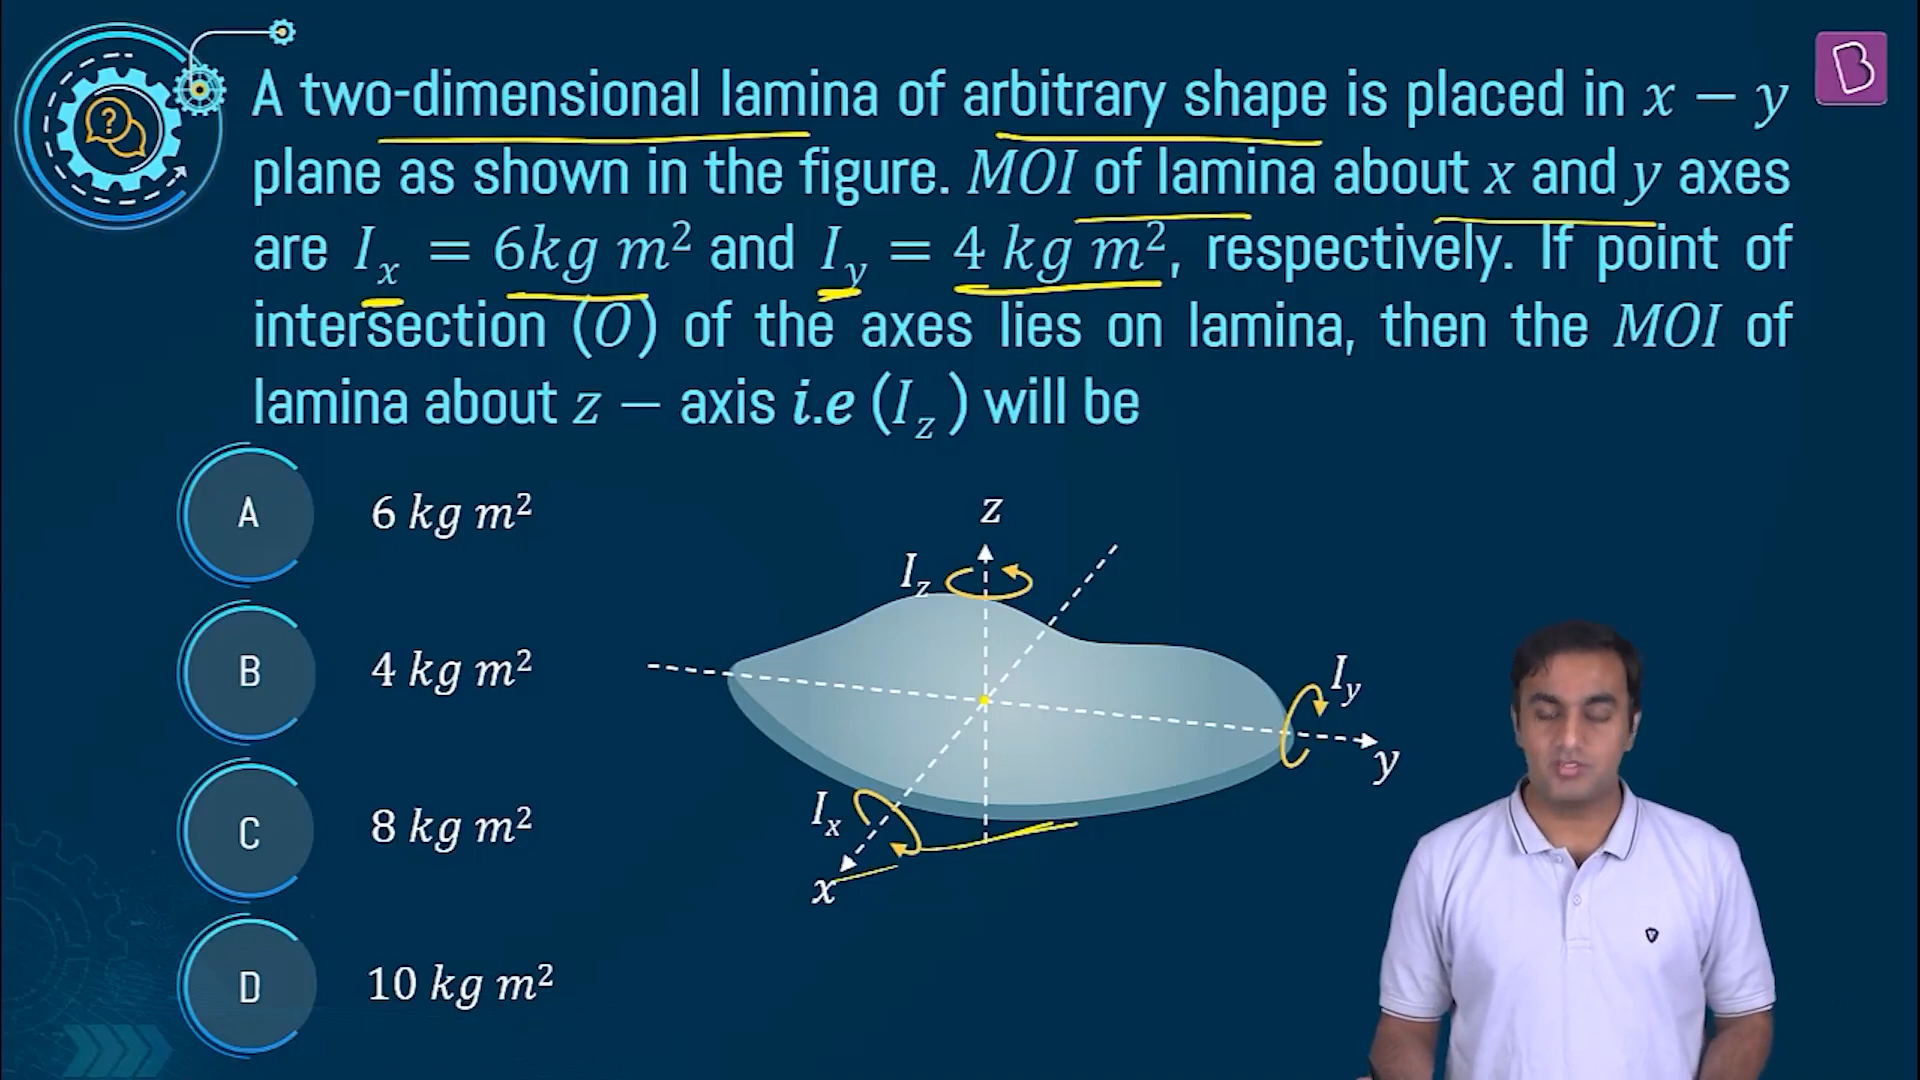 A two-dimensional lamina of arbitrary shape is placed in x − y
plane as shown in the figure. MOI of lamina about x and y axes
are Iₓ = 6kg m² and I_y = 4 kg m², respectively. If point of
intersection (O) of the axes lies on lamina, then the MOI of
lamina about z − axis i.e (I_z) will be
A 6 kg m²
B 4 kg m²
C 8 kg m²
D 10 kg m²
z
I_z
I_y
y
Iₓ
x
?
B